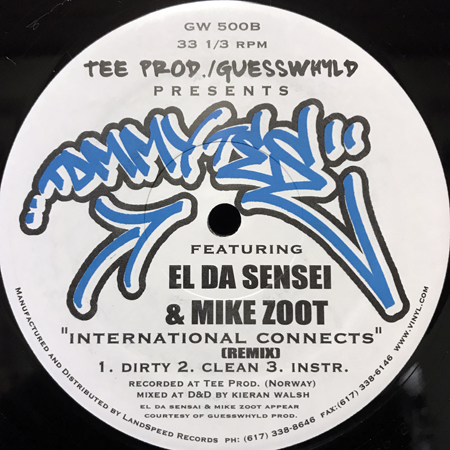 GW 500B
33 1/3 RPM
TEE PROD./GUESSWHYLD
PRESENTS
"TOMMY TEE"
FEATURING
EL DA SENSEI
& MIKE ZOOT
"INTERNATIONAL CONNECTS"
(REMIX)
1. DIRTY 2. CLEAN 3. INSTR.
RECORDED AT TEE PROD. (NORWAY)
MIXED AT D&D BY KIERAN WALSH
EL DA SENSAI & MIKE ZOOT APPEAR
COURTESY OF GUESSWHYLD PROD.
MANUFACTURED AND DISTRIBUTED BY LANDSPEED RECORDS PH: (617) 338-8646 FAX:(617) 338-6146 WWW.VINYL.COM